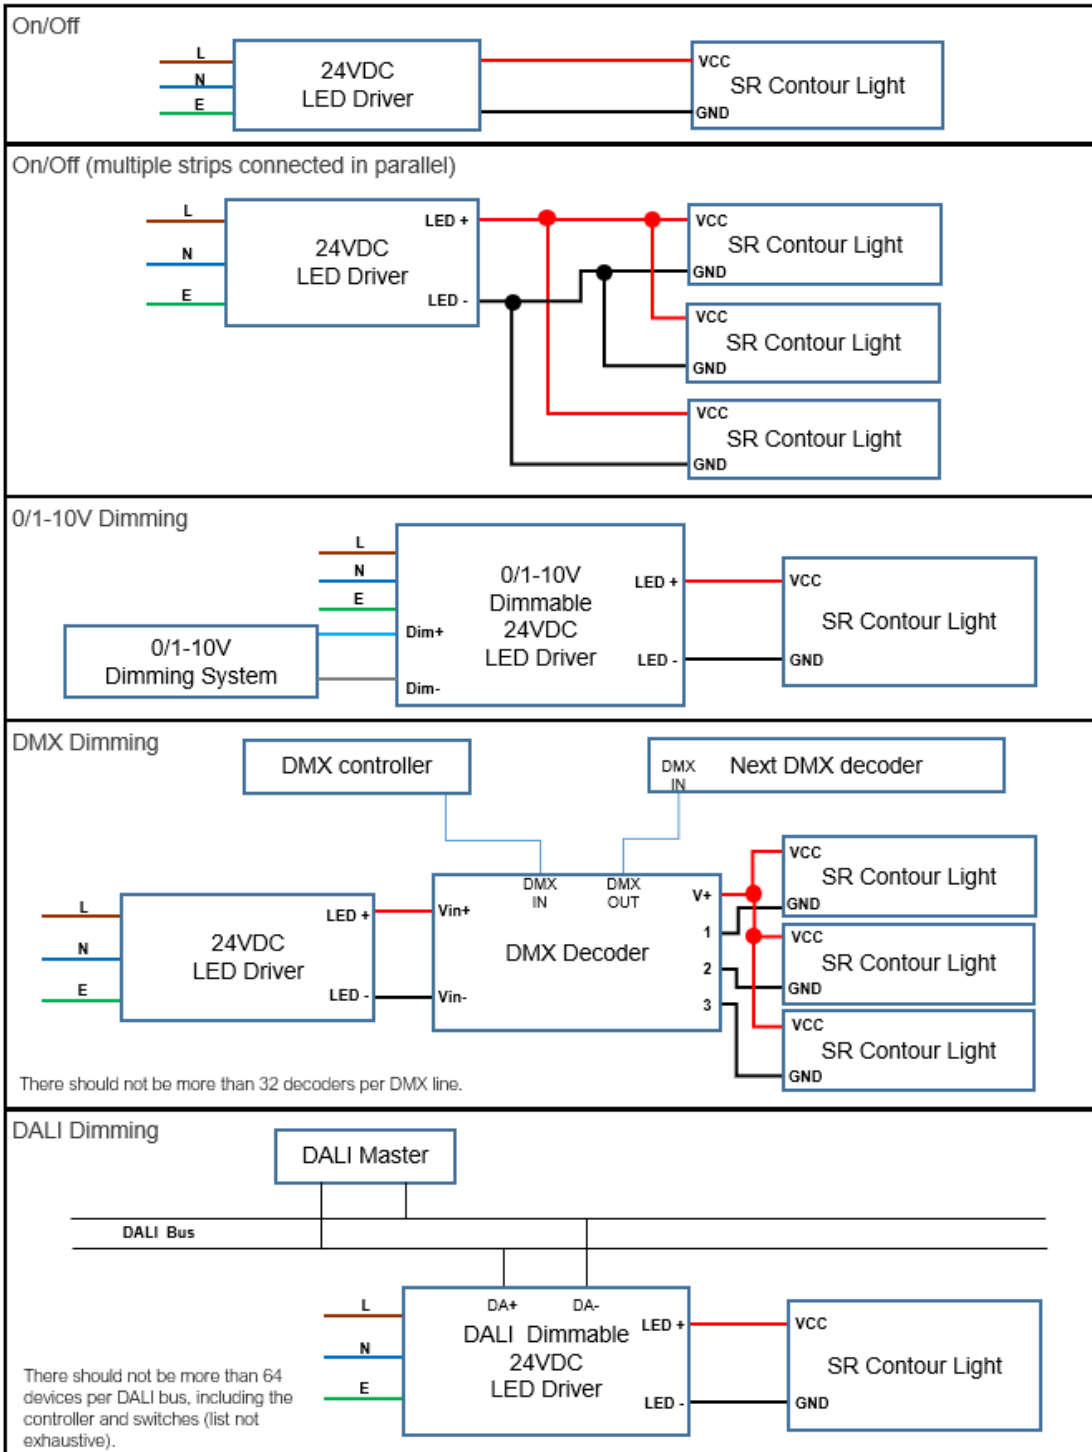 On/Off
L
N
E
24VDC
LED Driver
VCC
SR Contour Light
GND
On/Off (multiple strips connected in parallel)
L
N
E
24VDC
LED Driver
LED +
LED -
VCC
SR Contour Light
GND
VCC
SR Contour Light
GND
VCC
SR Contour Light
GND
0/1-10V Dimming
L
N
E
0/1-10V
Dimming System
Dim+
Dim-
0/1-10V
Dimmable
24VDC
LED Driver
LED +
LED -
VCC
SR Contour Light
GND
DMX Dimming
DMX controller
DMX
IN
Next DMX decoder
L
N
E
24VDC
LED Driver
LED +
LED -
Vin+
Vin-
DMX
IN
DMX
OUT
DMX Decoder
V+
1
2
3
VCC
SR Contour Light
GND
VCC
SR Contour Light
GND
VCC
SR Contour Light
GND
There should not be more than 32 decoders per DMX line.
DALI Dimming
DALI Master
DALI Bus
L
N
E
DA+
DA-
DALI Dimmable
24VDC
LED Driver
LED +
LED -
VCC
SR Contour Light
GND
There should not be more than 64
devices per DALI bus, including the
controller and switches (list not
exhaustive).